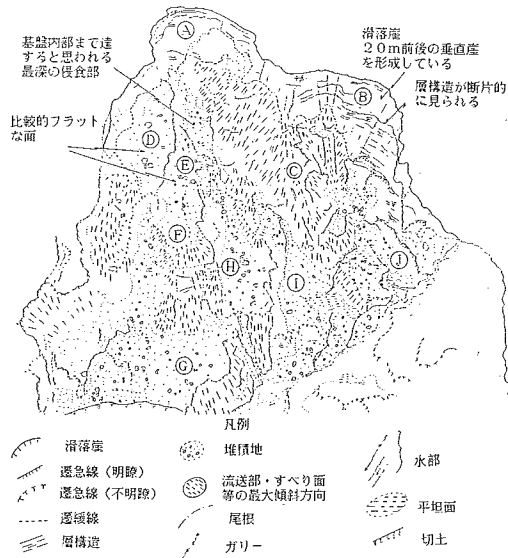 A
基盤内部まで達
すると思われる
最深の侵食部
滑落崖
20m前後の垂直崖
を形成している
B
層構造が断片的
に見られる
比較的フラット
な面
D
E
C
F
H
I
J
G
凡例
滑落崖
遷急線（明瞭）
遷急線（不明瞭）
遷緩線
層構造
堆積地
流送部・すべり面
等の最大傾斜方向
尾根
ガリー
水部
平坦面
切土